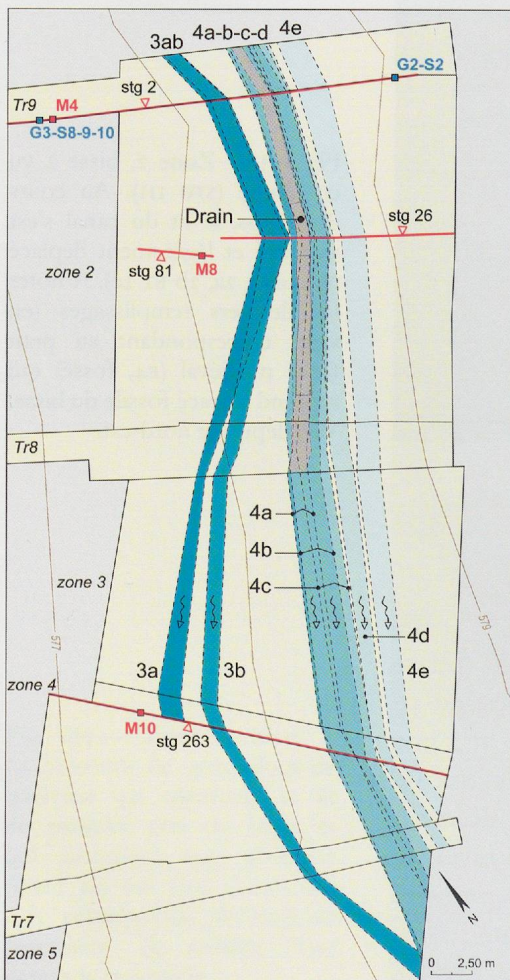 4a-b-c-d 4e
3ab
stg 2
G2-S2
Tr9
M4
G3-S8-9-10
Drain
stg 26
zone 2
stg 81
M8
Tr8
4a
4b
zone 3
4c
577
579
4d
3a
3b
4e
zone 4
M10
stg 263
Tr7
N
zone 5
0 2,50 m